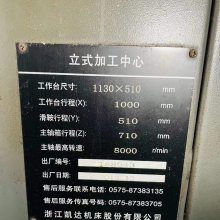 立式加工中心
工作台尺寸: 1130×510 mm
工作台行程(X): 1000 mm
滑鞍行程(Y): 510 mm
主轴箱行程(Z): 710 mm
主轴最高转速: 8000 r/min
出厂编号:
出厂日期:
售后服务联系电话: 0575-87383135
售后服务传真: 0575-87387205
浙江凯达机床股份有限公司